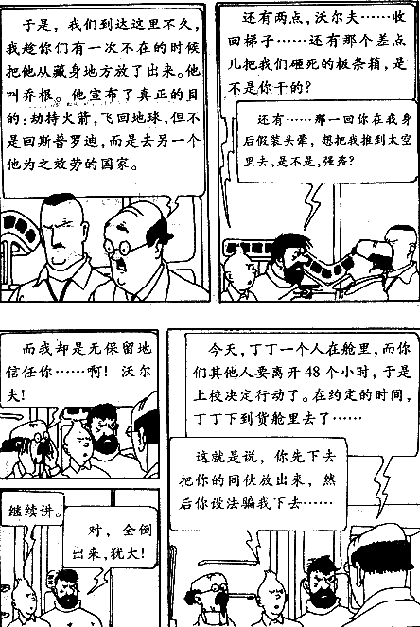 于是，我们到达这里不久，
我趁你们有一次不在的时候
把他从藏身地方放了出来。他
叫乔根。他宣布了真正的目
的：劫持火箭，飞回地球，但不
是回斯普罗迪，而是去另一个
他为之效劳的国家。
还有两点，沃尔夫……收
回梯子……还有那个差点
儿把我们砸死的板条箱，是
不是你干的？
还有……那一回你在我身
后假装头晕，想把我推到太空
里去，是不是，强盗？
而我却是无保留地
信任你……啊！沃尔
夫！
继续讲。
对，全倒
出来，犹大！
今天，丁丁一个人在舱里，而你
们其他人要离开48个小时，于是
上校决定行动了。在约定的时间，
丁丁下到货舱里去了……
这就是说，你先下去
把你的同伙放出来，然
后你设法骗我下去……